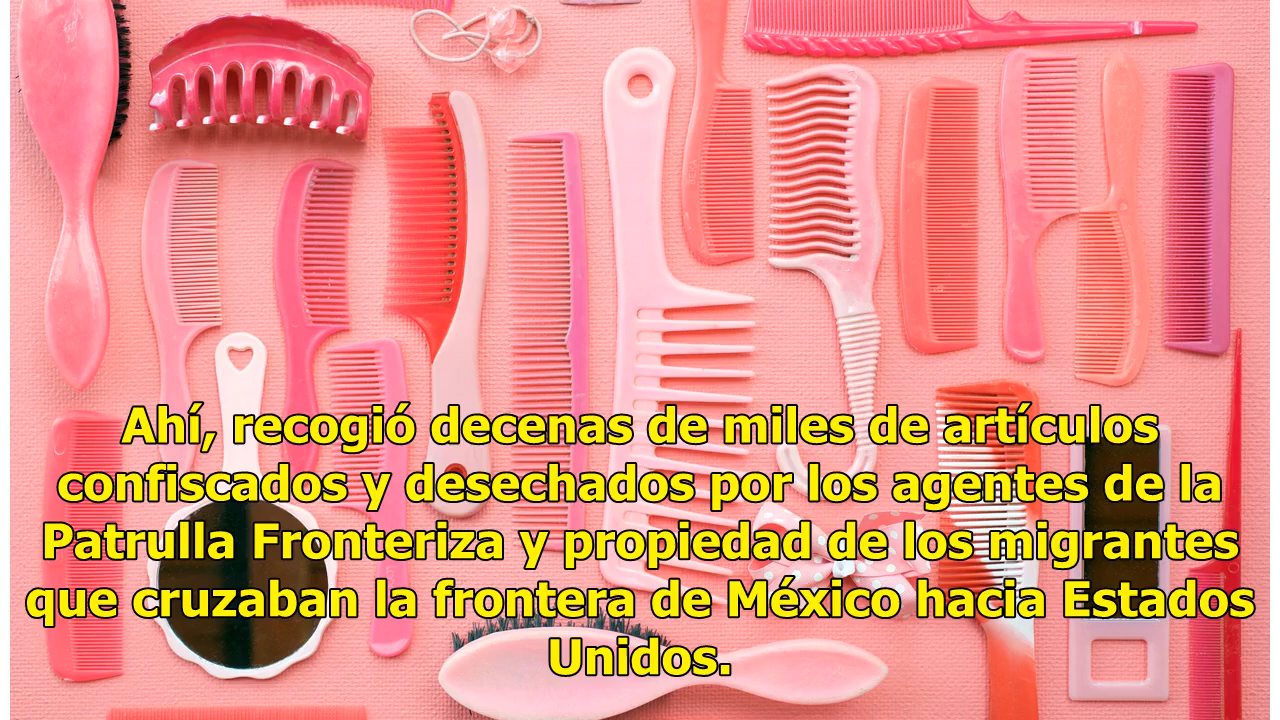 Ahí, recogió decenas de miles de artículos
confiscados y desechados por los agentes de la
Patrulla Fronteriza y propiedad de los migrantes
que cruzaban la frontera de México hacia Estados
Unidos.